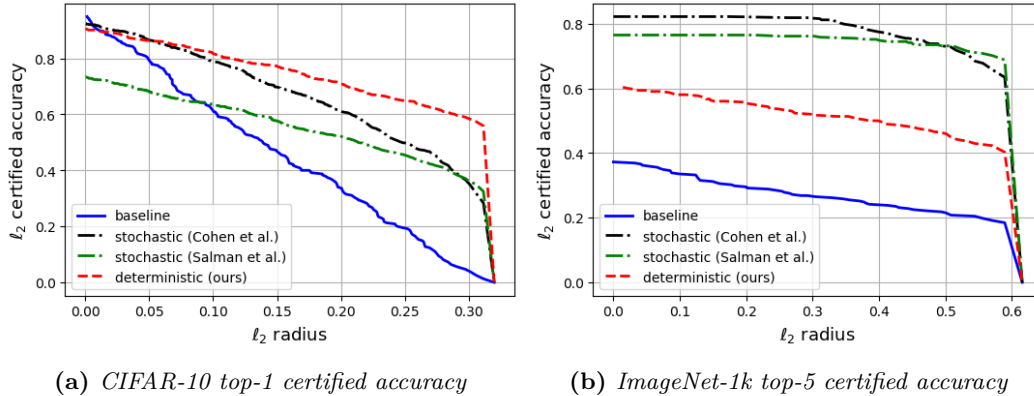 ℓ₂ certified accuracy
0.8
0.6
0.4
0.2
0.0
baseline
stochastic (Cohen et al.)
stochastic (Salman et al.)
deterministic (ours)
0.00 0.05 0.10 0.15 0.20 0.25 0.30
ℓ₂ radius
(a) CIFAR-10 top-1 certified accuracy
ℓ₂ certified accuracy
0.8
0.6
0.4
0.2
0.0
baseline
stochastic (Cohen et al.)
stochastic (Salman et al.)
deterministic (ours)
0.0 0.1 0.2 0.3 0.4 0.5 0.6
ℓ₂ radius
(b) ImageNet-1k top-5 certified accuracy